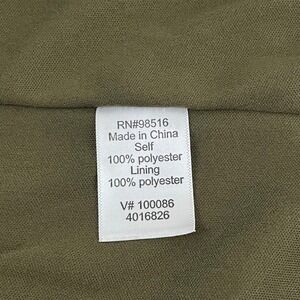 RN#98516
Made in China
Self
100% polyester
Lining
100% polyester
V# 100086
4016826